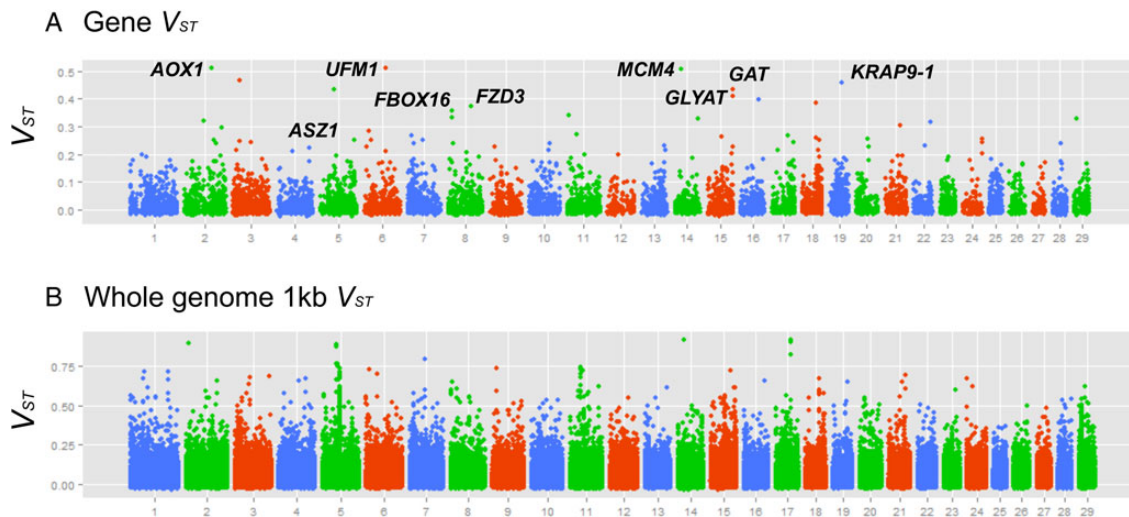 A Gene VST
AOX1 UFM1 MCM4 GAT KRAP9-1
FBOX16 FZD3 GLYAT
ASZ1
VST
0.5
0.4
0.3
0.2
0.1
0.0
1 2 3 4 5 6 7 8 9 10 11 12 13 14 15 16 17 18 19 20 21 22 23 24 25 26 27 28 29
B Whole genome 1kb VST
VST
0.75
0.50
0.25
0.00
1 2 3 4 5 6 7 8 9 10 11 12 13 14 15 16 17 18 19 20 21 22 23 24 25 26 27 28 29